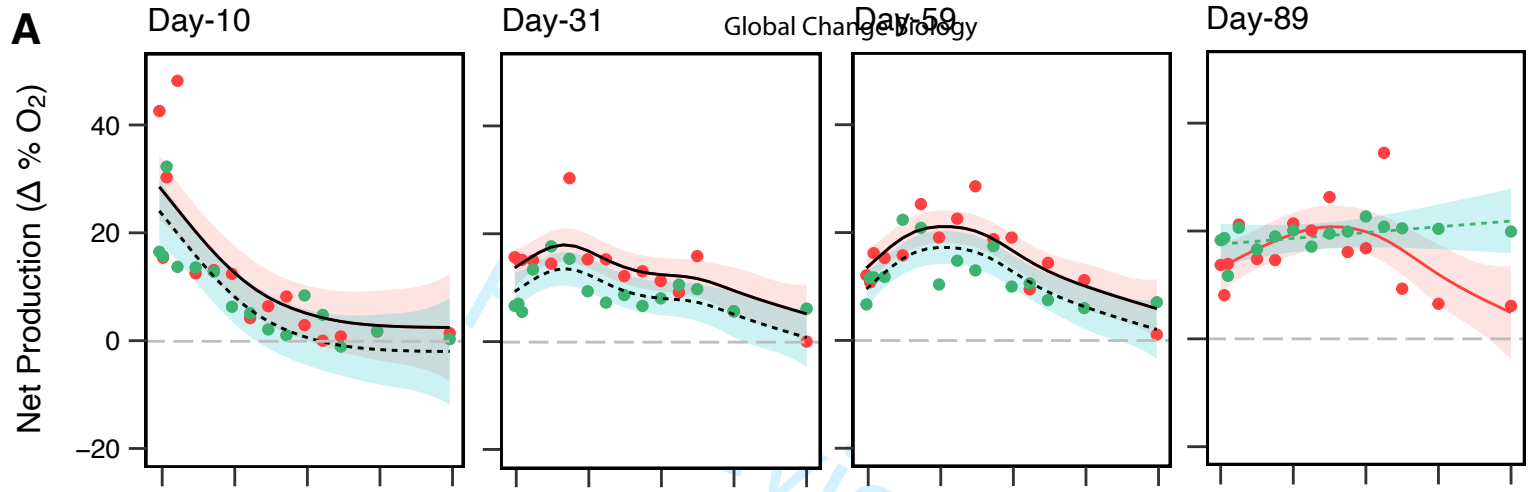 A
Day-10
Day-31
Global Change Biology
Day-59
Day-89
Net Production (Δ % O₂)
40
20
0
−20